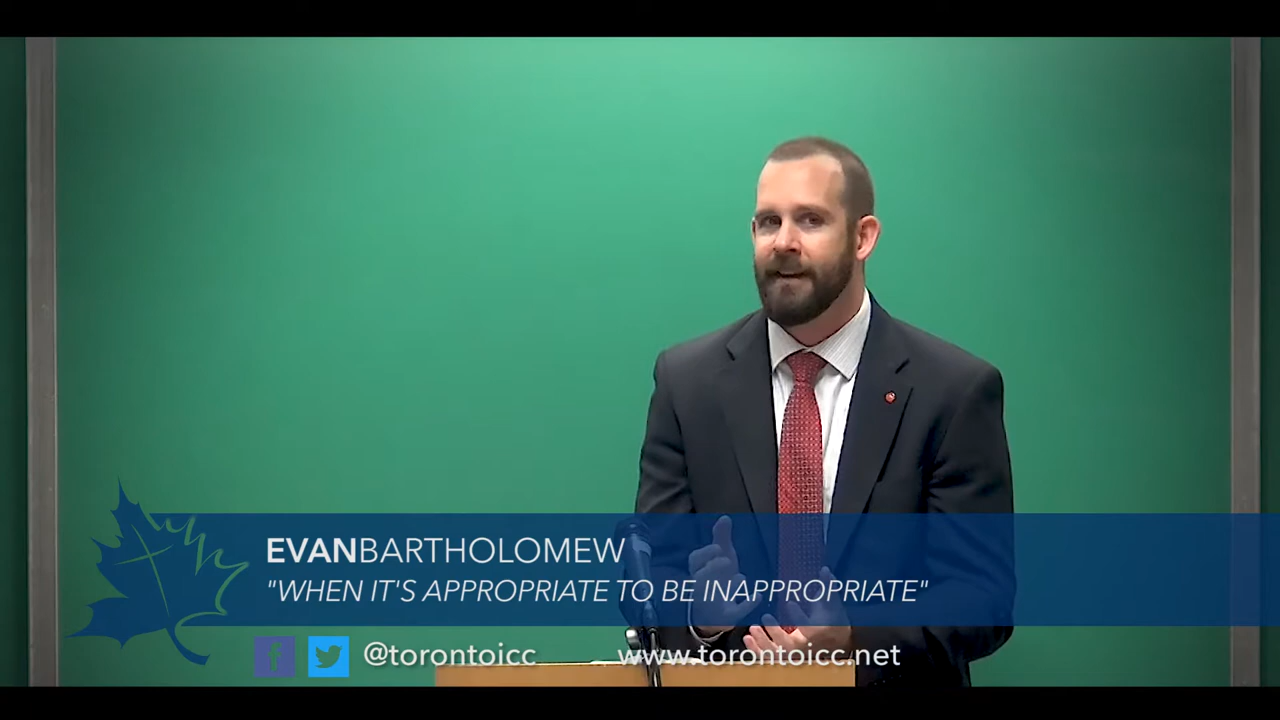 EVANBARTHOLOMEW
"WHEN IT'S APPROPRIATE TO BE INAPPROPRIATE"
@torontoicc www.torontoicc.net